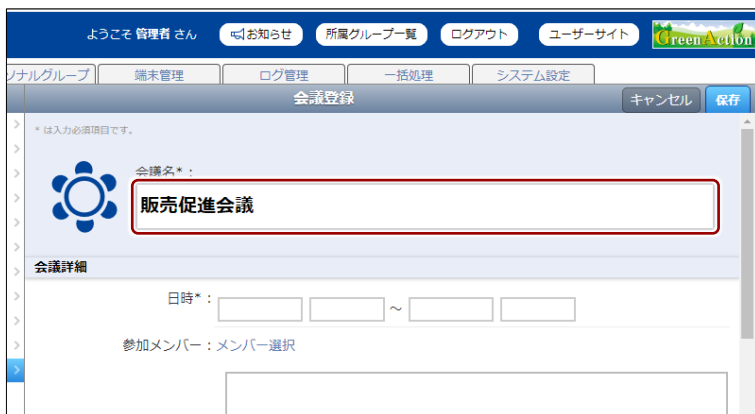 ようこそ 管理者 さん お知らせ 所属グループ一覧 ログアウト ユーザーサイト GreenAction
ソナルグループ 端末管理 ログ管理 一括処理 システム設定
会議登録 キャンセル 保存
* は入力必須項目です。
会議名* :
販売促進会議
会議詳細
日時* : ～
参加メンバー : メンバー選択